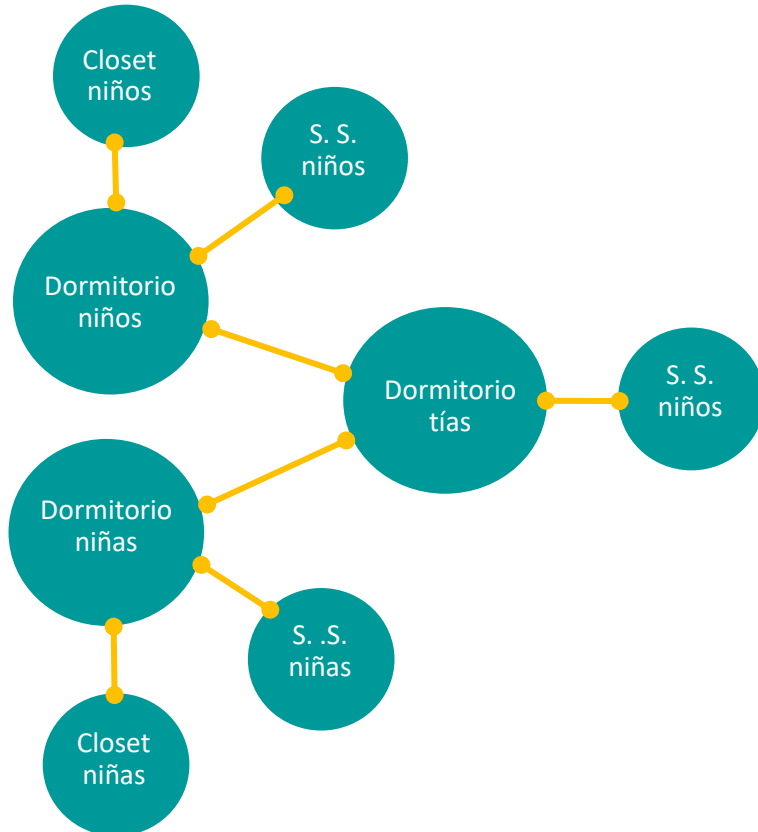 Closet
niños
S. S.
niños
Dormitorio
niños
Dormitorio
tías
S. S.
niños
Dormitorio
niñas
S. .S.
niñas
Closet
niñas